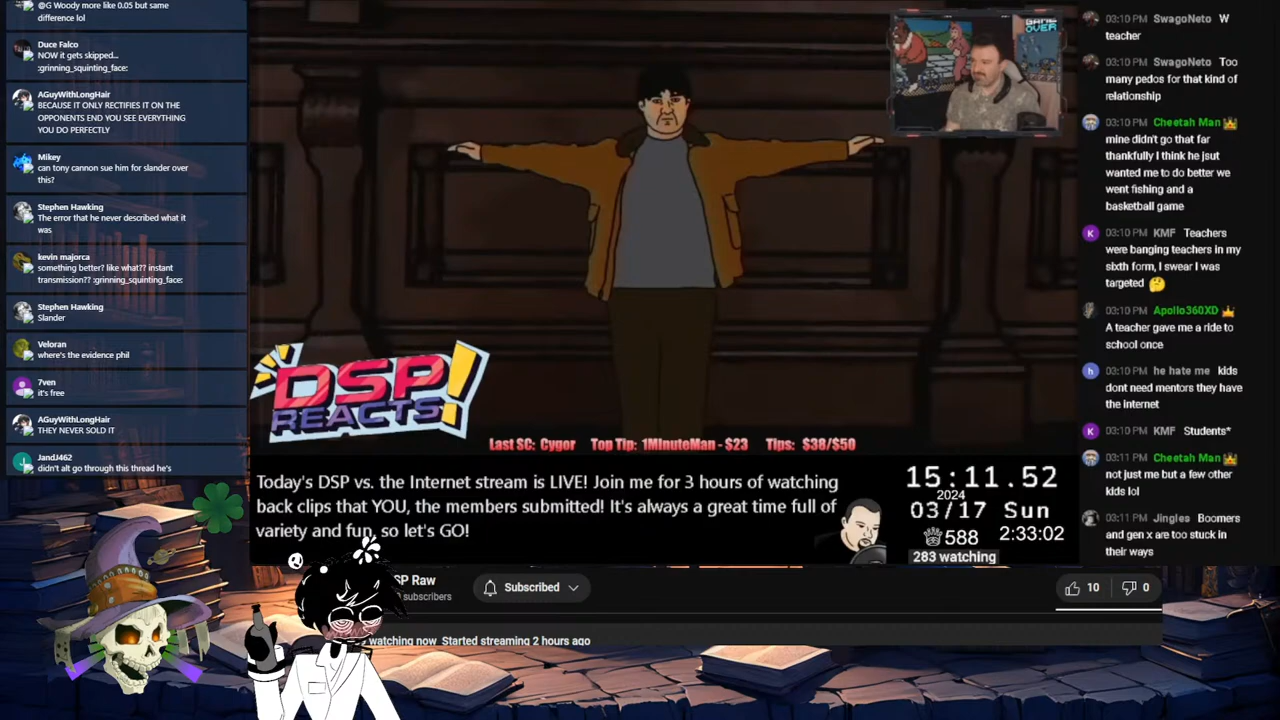 @G Woody more like 0.05 but same
difference lol
Duce Falco
NOW it gets skipped...
:grinning_squinting_face:
AGuyWithLongHair
BECAUSE IT ONLY RECTIFIES IT ON THE
OPPONENTS END YOU SEE EVERYTHING
YOU DO PERFECTLY
Mikey
can tony cannon sue him for slander over
this?
Stephen Hawking
The error that he never described what it
was
kevin majorca
something better? like what?? instant
transmission?? :grinning_squinting_face:
Stephen Hawking
Slander
Veloran
where's the evidence phil
7ven
it's free
AGuyWithLongHair
THEY NEVER SOLD IT
JandJ462
didn't alt go through this thread he's
GAME
OVER
DSP
REACTS!
Last SC: Cygor Top Tip: 1MinuteMan - $23 Tips: $38/$50
Today's DSP vs. the Internet stream is LIVE! Join me for 3 hours of watching
back clips that YOU, the members submitted! It's always a great time full of
variety and fun, so let's GO!
15:11.52
2024
03/17 Sun
588 2:33:02
283 watching
SP Raw
subscribers
Subscribed
10
0
watching now Started streaming 2 hours ago
03:10 PM SwagoNeto W
teacher
03:10 PM SwagoNeto Too
many pedos for that kind of
relationship
03:10 PM Cheetah Man
mine didn't go that far
thankfully I think he jsut
wanted me to do better we
went fishing and a
basketball game
K 03:10 PM KMF Teachers
were banging teachers in my
sixth form, I swear I was
targeted
03:10 PM Apollo360XD
A teacher gave me a ride to
school once
h 03:10 PM he hate me kids
dont need mentors they have
the internet
K 03:10 PM KMF Students*
03:11 PM Cheetah Man
not just me but a few other
kids lol
03:11 PM Jingles Boomers
and gen x are too stuck in
their ways